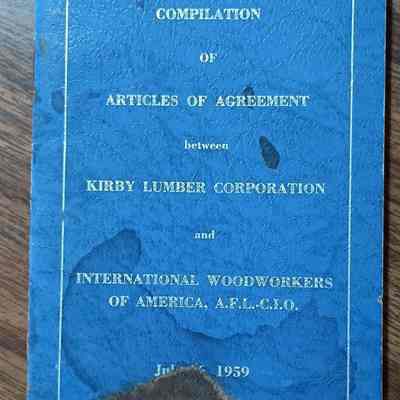 COMPILATION
OF
ARTICLES OF AGREEMENT
between
KIRBY LUMBER CORPORATION
and
INTERNATIONAL WOODWORKERS
OF AMERICA, A.F.L.-C.I.O.
1959